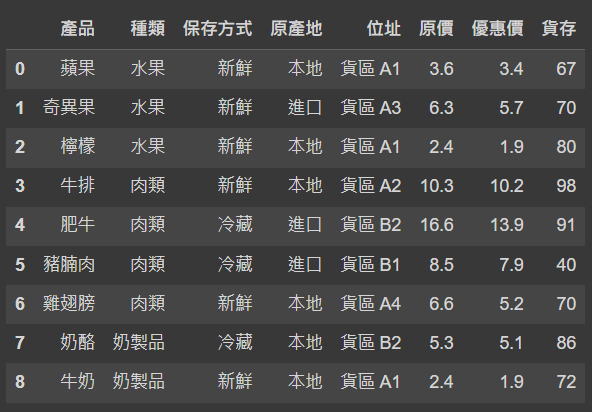 產品 種類 保存方式 原產地 位址 原價 優惠價 貨存
0 蘋果 水果 新鮮 本地 貨區 A1 3.6 3.4 67
1 奇異果 水果 新鮮 進口 貨區 A3 6.3 5.7 70
2 檸檬 水果 新鮮 本地 貨區 A1 2.4 1.9 80
3 牛排 肉類 新鮮 本地 貨區 A2 10.3 10.2 98
4 肥牛 肉類 冷藏 進口 貨區 B2 16.6 13.9 91
5 豬腩肉 肉類 冷藏 進口 貨區 B1 8.5 7.9 40
6 雞翅膀 肉類 新鮮 本地 貨區 A4 6.6 5.2 70
7 奶酪 奶製品 冷藏 本地 貨區 B2 5.3 5.1 86
8 牛奶 奶製品 新鮮 本地 貨區 A1 2.4 1.9 72